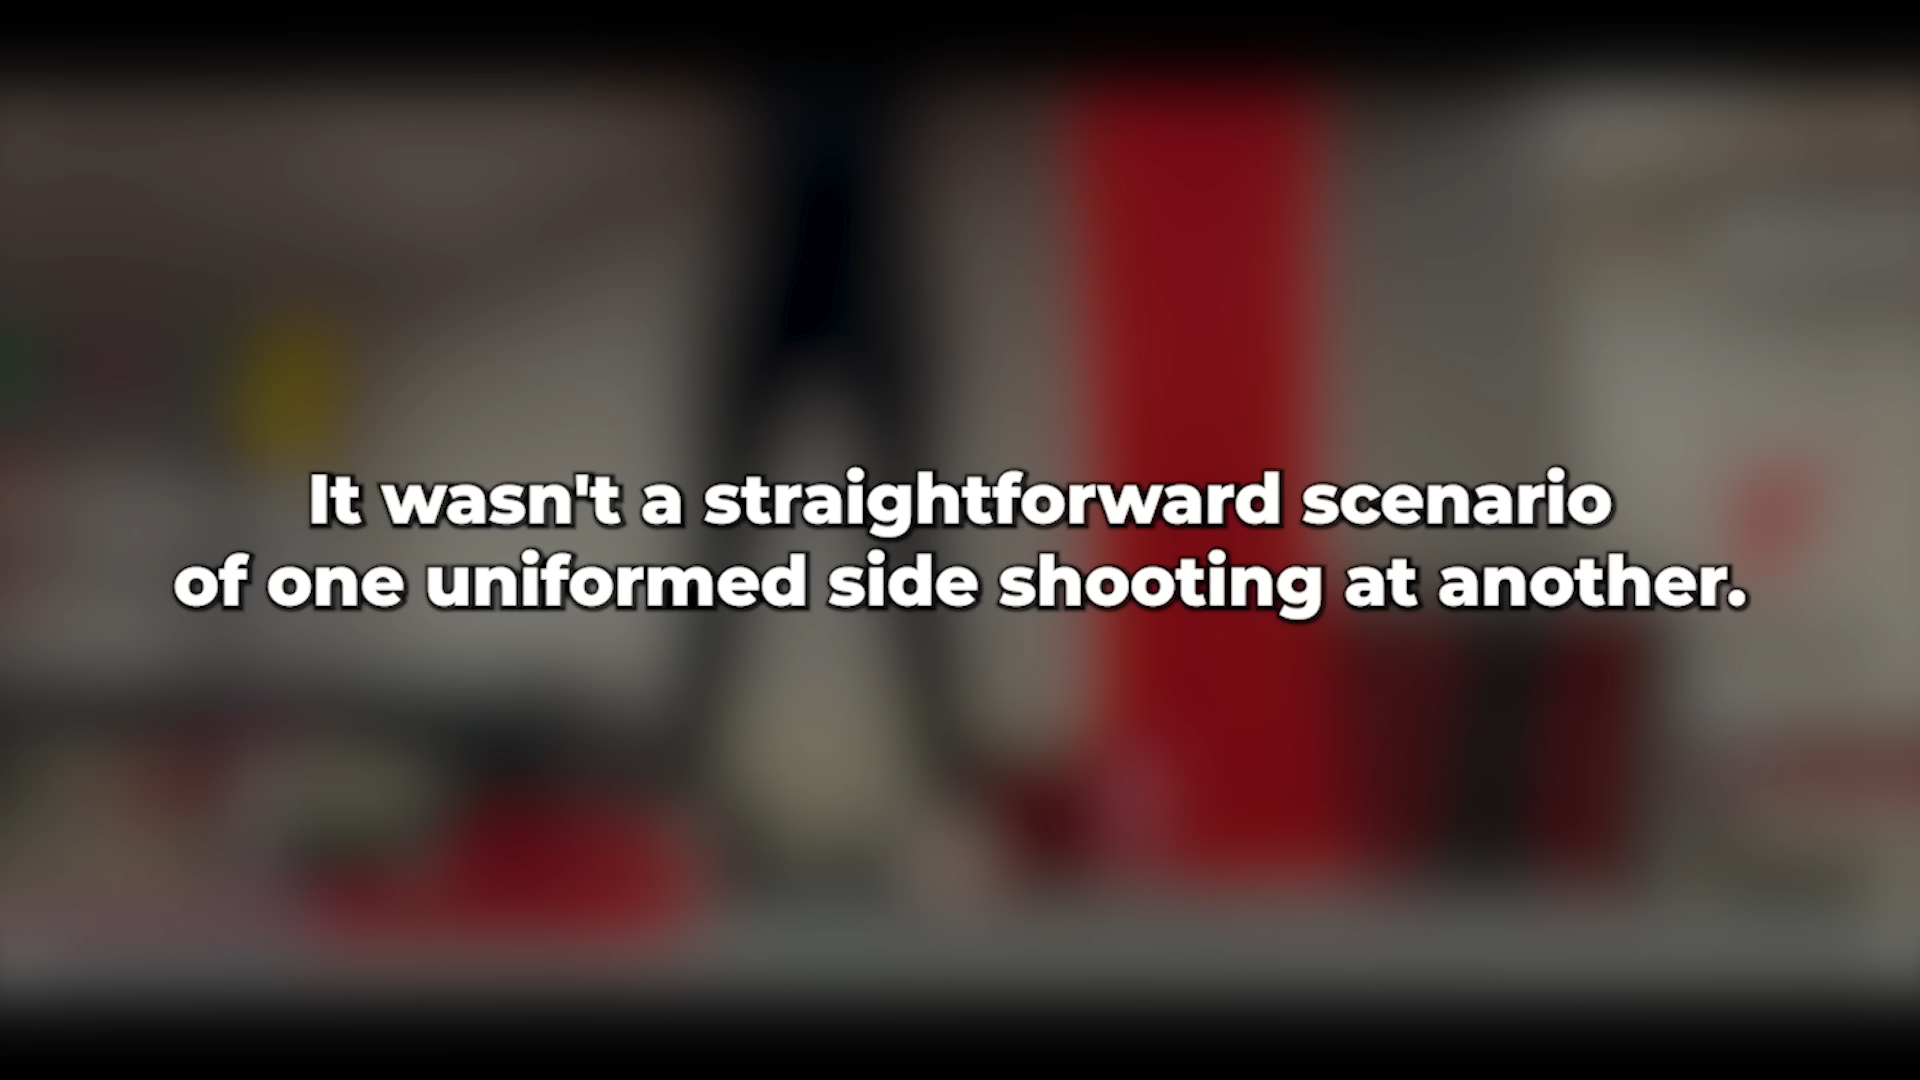 It wasn't a straightforward scenario
of one uniformed side shooting at another.